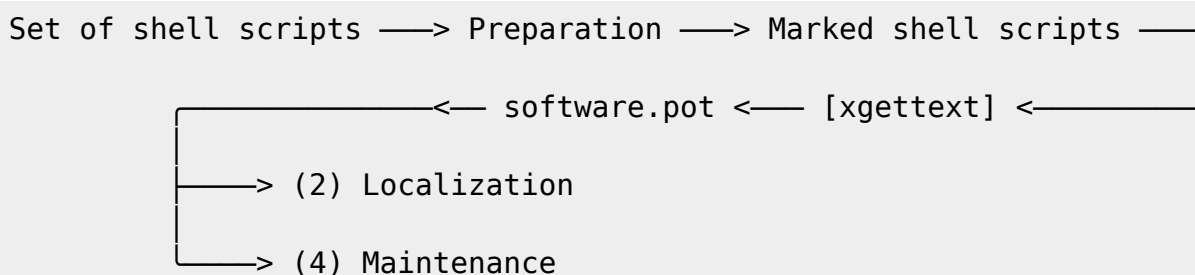 Set of shell scripts ───> Preparation ───> Marked shell scripts ───
╭──────────────<── software.pot <─── [xgettext] <─────────
├─────> (2) Localization
╰─────> (4) Maintenance